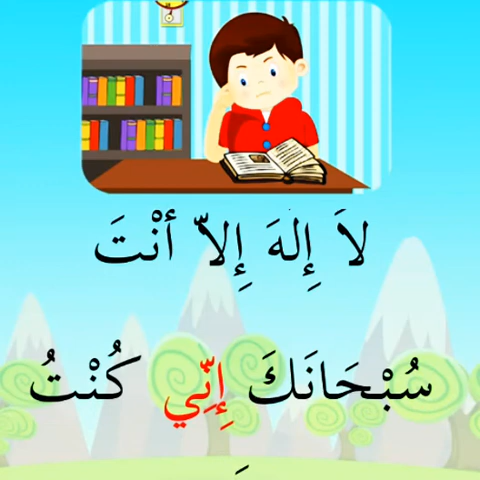 لاَ إِلهَ إِلاّ أنْتَ
سُبْحَانَكَ إِنِّي كُنْتُ